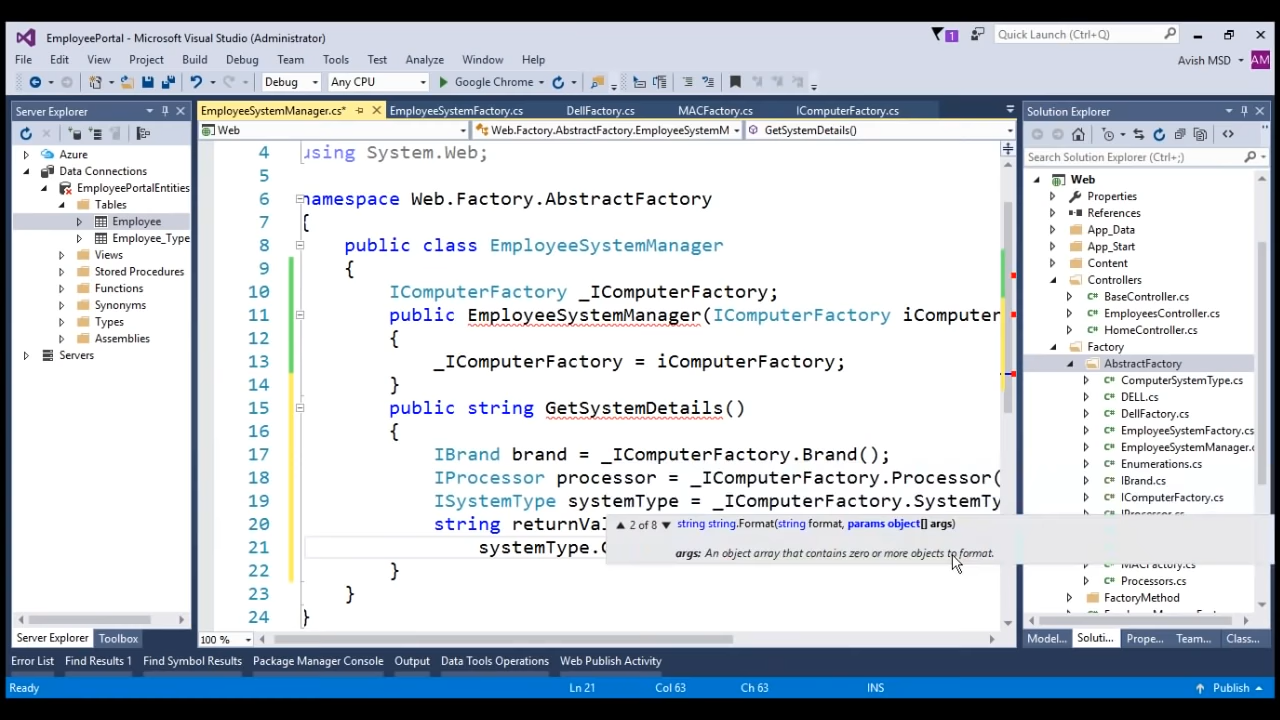 EmployeePortal - Microsoft Visual Studio (Administrator)
1
Quick Launch (Ctrl+Q)
File Edit View Project Build Debug Team Tools Test Analyze Window Help
Avish MSD AM
Debug Any CPU Google Chrome
Server Explorer
EmployeeSystemManager.cs* EmployeeSystemFactory.cs DellFactory.cs MACFactory.cs IComputerFactory.cs
Solution Explorer
Web Web.Factory.AbstractFactory.EmployeeSystemM GetSystemDetails()
Search Solution Explorer (Ctrl+;)
Azure
Data Connections
EmployeePortalEntities
Tables
Employee
Employee_Type
Views
Stored Procedures
Functions
Synonyms
Types
Assemblies
Servers
4 using System.Web;
5
6 namespace Web.Factory.AbstractFactory
7 {
8 public class EmployeeSystemManager
9 {
10 IComputerFactory _IComputerFactory;
11 public EmployeeSystemManager(IComputerFactory iComputer
12 {
13 _IComputerFactory = iComputerFactory;
14 }
15 public string GetSystemDetails()
16 {
17 IBrand brand = _IComputerFactory.Brand();
18 IProcessor processor = _IComputerFactory.Processor(
19 ISystemType systemType = _IComputerFactory.SystemTy
20 string returnVal
2 of 8 string string.Format(string format, params object[] args)
args: An object array that contains zero or more objects to format.
21 systemType.
22 }
23 }
24 }
Web
Properties
References
App_Data
App_Start
Content
Controllers
BaseController.cs
EmployeesController.cs
HomeController.cs
Factory
AbstractFactory
ComputerSystemType.cs
DELL.cs
DellFactory.cs
EmployeeSystemFactory.cs
EmployeeSystemManager.c
Enumerations.cs
IBrand.cs
IComputerFactory.cs
IProcessor.cs
MACFactory.cs
Processors.cs
FactoryMethod
100 %
Server Explorer Toolbox
Model... Soluti... Prope... Team... Class...
Error List Find Results 1 Find Symbol Results Package Manager Console Output Data Tools Operations Web Publish Activity
Ready Ln 21 Col 63 Ch 63 INS Publish